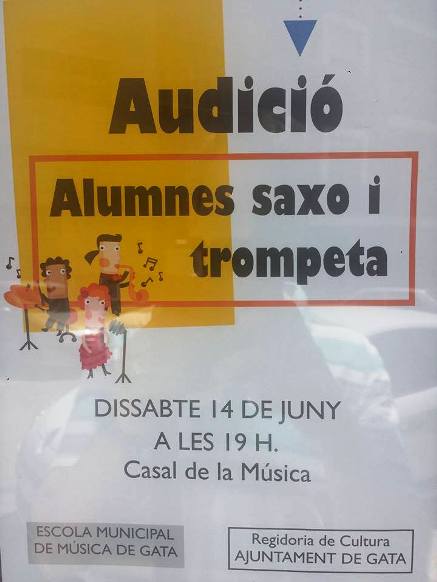 Audició
Alumnes saxo i
trompeta
DISSABTE 14 DE JUNY
A LES 19 H.
Casal de la Música
ESCOLA MUNICIPAL
DE MÚSICA DE GATA
Regidoria de Cultura
AJUNTAMENT DE GATA